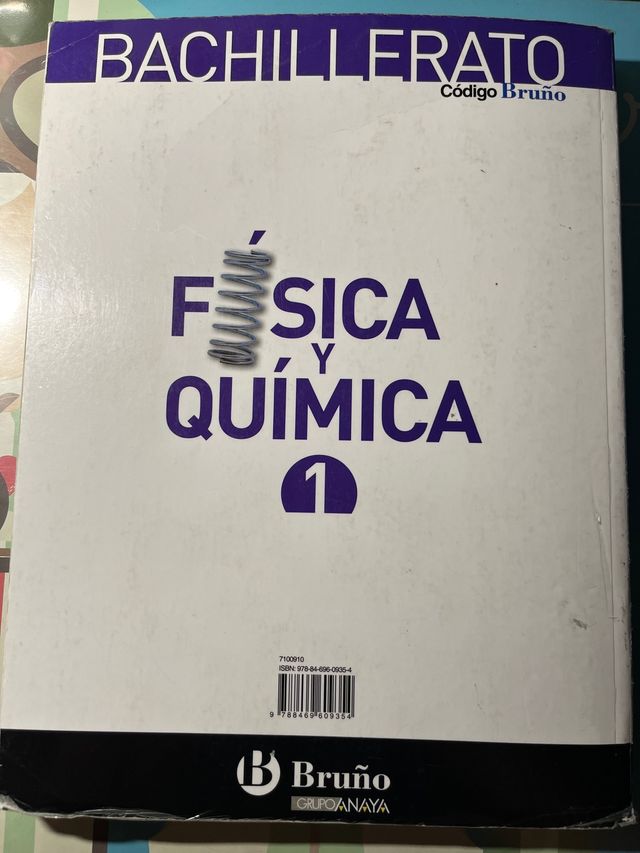 BACHILLERATO
Código Bruño
FÍSICA
Y
QUÍMICA
1
7100910
ISBN: 978-84-696-0935-4
9 788469 609354
B Bruño
GRUPO ANAYA